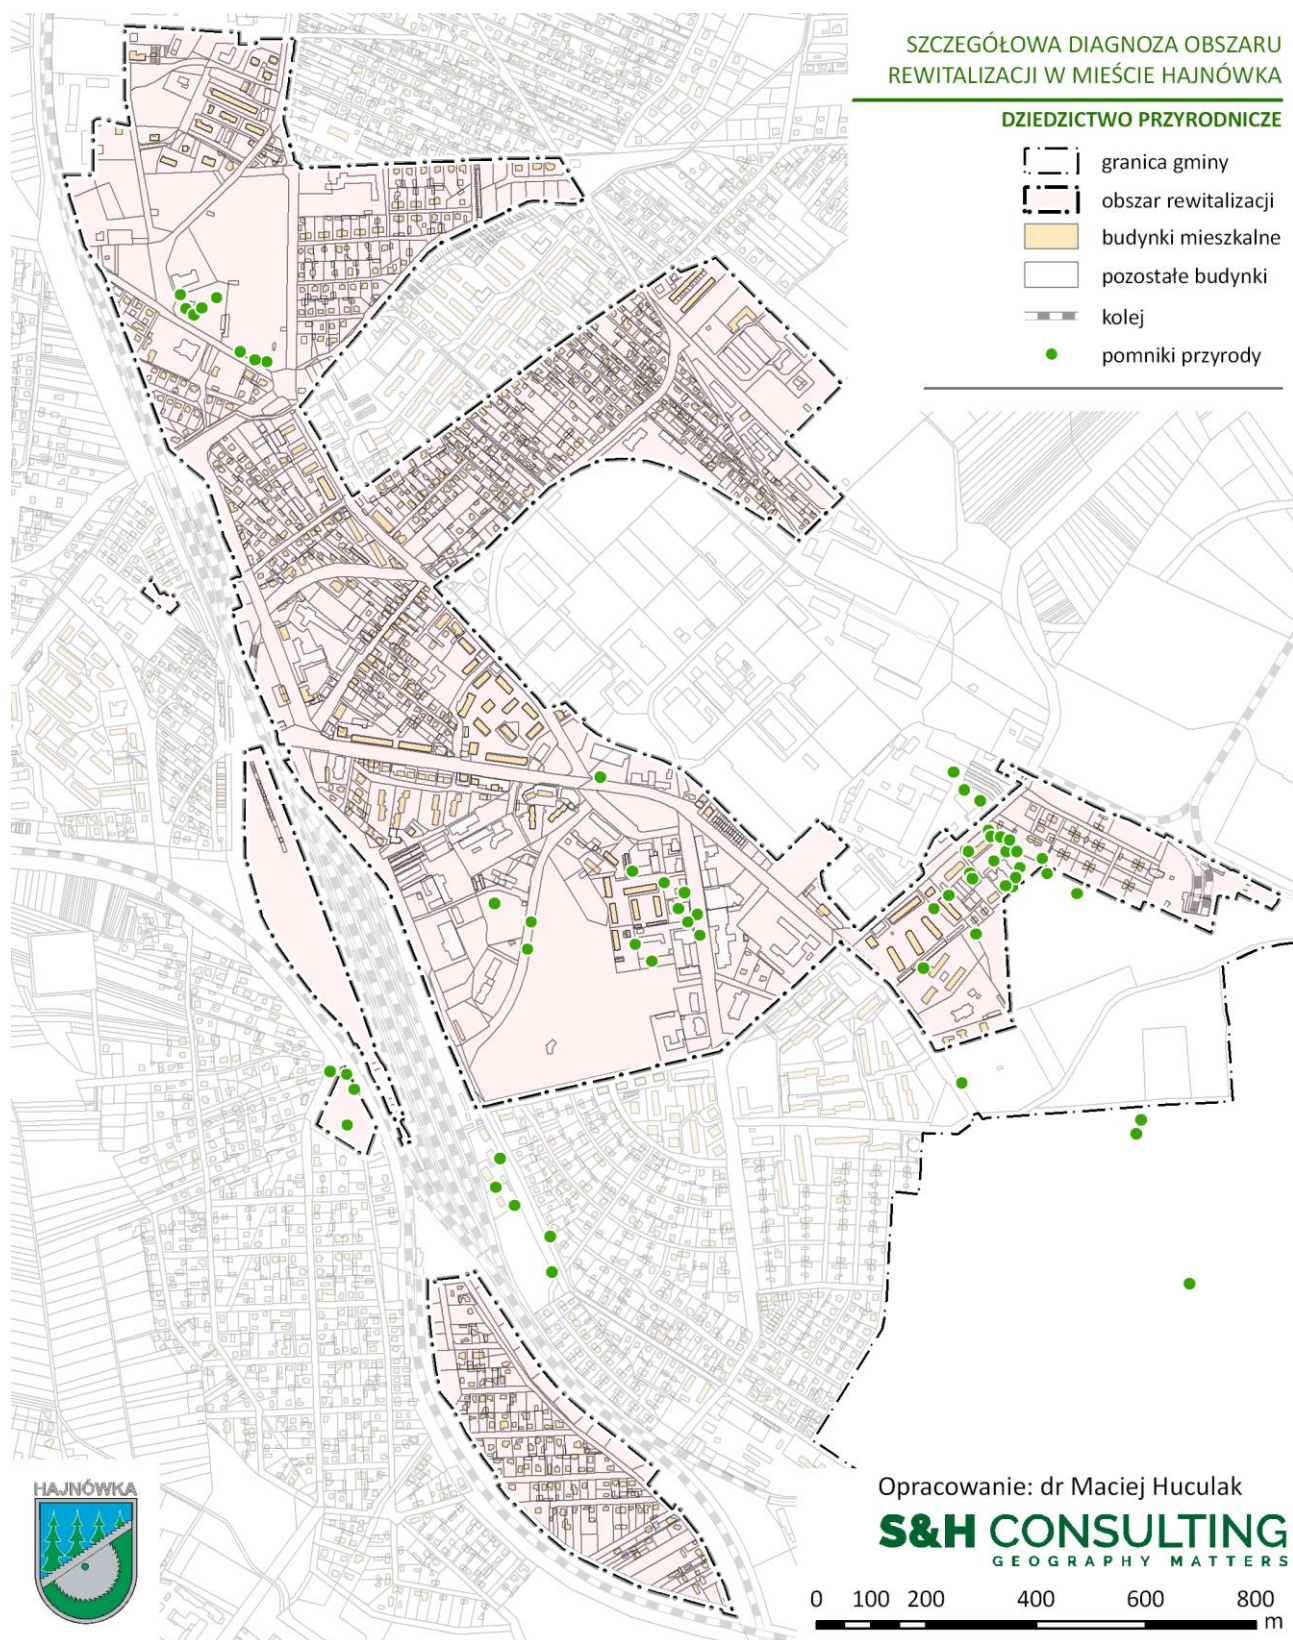 SZCZEGÓŁOWA DIAGNOZA OBSZARU
REWITALIZACJI W MIEŚCIE HAJNÓWKA
DZIEDZICTWO PRZYRODNICZE
granica gminy
obszar rewitalizacji
budynki mieszkalne
pozostałe budynki
kolej
pomniki przyrody
HAJNÓWKA
Opracowanie: dr Maciej Huculak
S&H CONSULTING
GEOGRAPHY MATTERS
0 100 200 400 600 800
m